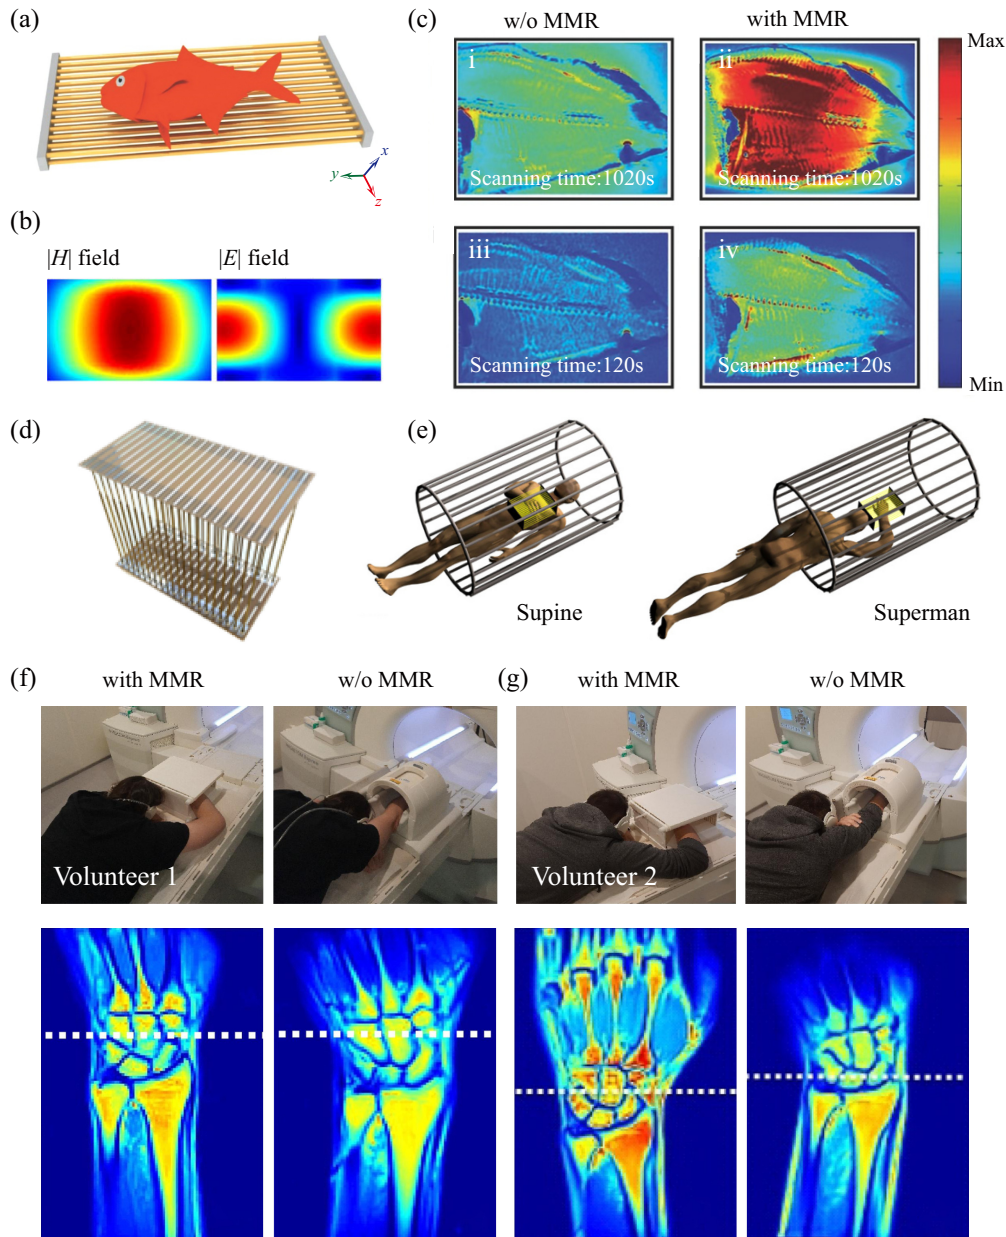 (a)
x
y
z
(b)
|H| field
|E| field
(c)
w/o MMR
with MMR
i
ii
Scanning time:1020s
Scanning time:1020s
iii
iv
Scanning time:120s
Scanning time:120s
Max
Min
(d)
(e)
Supine
Superman
(f)
with MMR
w/o MMR
(g)
with MMR
w/o MMR
Volunteer 1
Volunteer 2